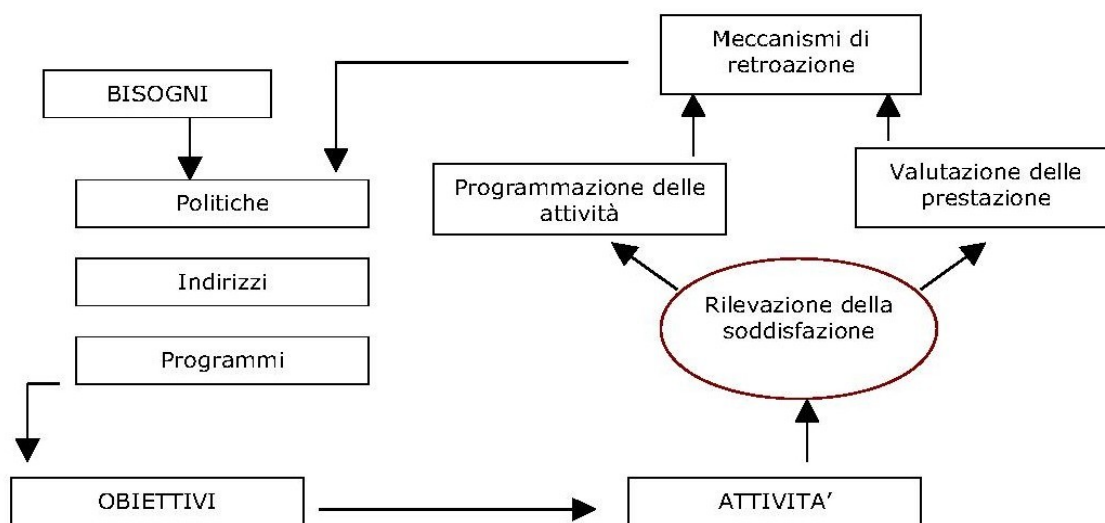 Meccanismi di
retroazione
BISOGNI
Programmazione delle
attività
Valutazione delle
prestazione
Politiche
Indirizzi
Rilevazione della
soddisfazione
Programmi
OBIETTIVI
ATTIVITA’